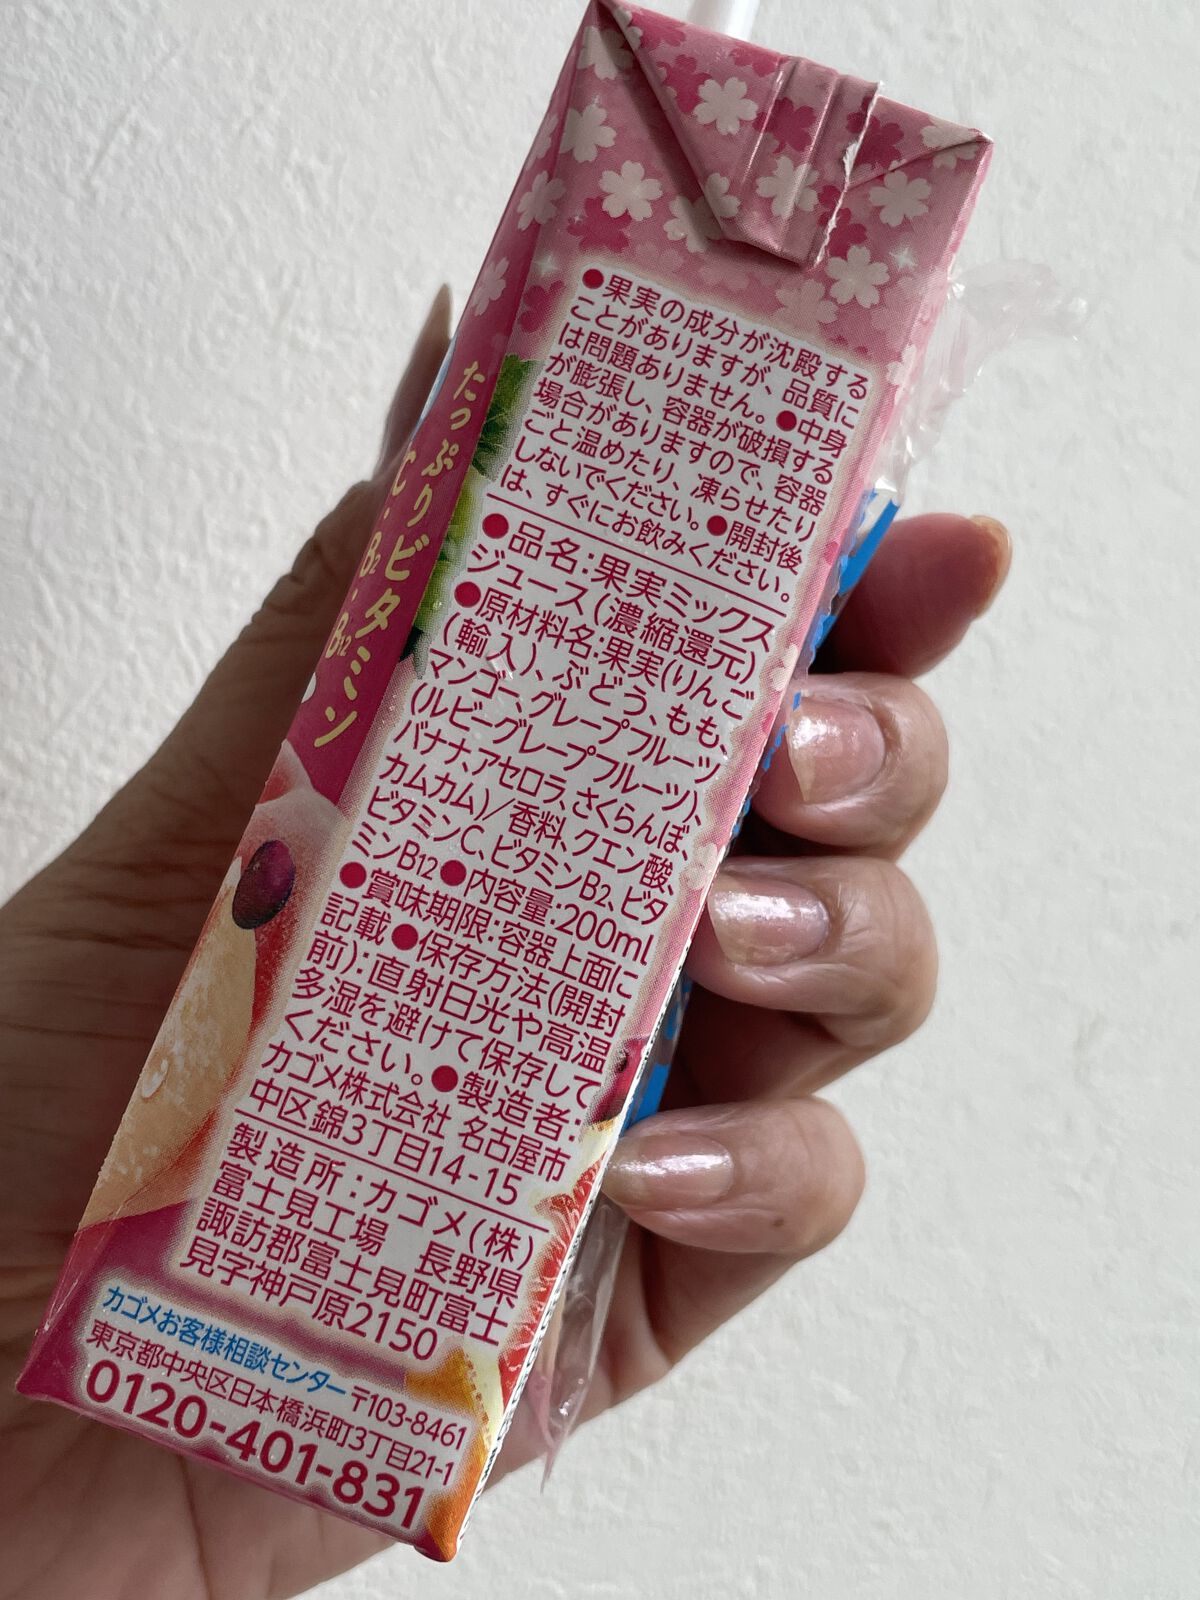 ●果実の成分が沈殿する
ことがありますが、品質に
は問題ありません。●中身
が膨張し、容器が破損する
場合がありますので、容器
ごと温めたり、凍らせたり
しないでください。●開封後
は、すぐにお飲みください。
●品名:果実ミックス
ジュース(濃縮還元)
●原材料名:果実(りんご
(輸入)、ぶどう、もも、
マンゴー、グレープフルーツ
(ルビーグレープフルーツ)、
バナナ、アセロラ、さくらんぼ、
カムカム)/香料、クエン酸、
ビタミンC、ビタミンB2、ビタ
ミンB12●内容量:200ml
●賞味期限:容器上面に
記載●保存方法(開封
前):直射日光や高温
多湿を避けて保存して
ください。●製造者:
カゴメ株式会社 名古屋市
中区錦3丁目14-15
製造所:カゴメ(株)
富士見工場 長野県
諏訪郡富士見町富士
見字神戸原2150
カゴメお客様相談センター〒103-8461
東京都中央区日本橋浜町3丁目21-1
0120-401-831
たっぷりビタミン
C・B2・B12